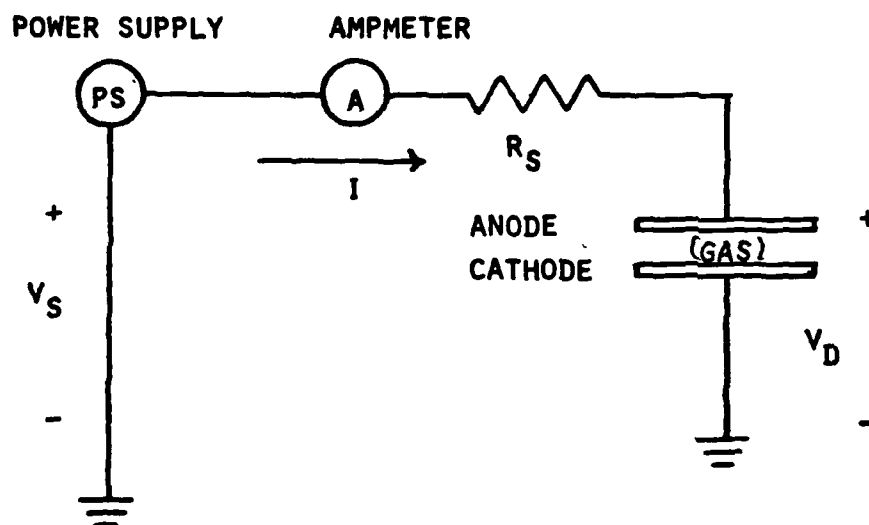 POWER SUPPLY AMPMETER
PS A
R_S
I
+ ANODE +
(GAS)
CATHODE
V_S
V_D
- -